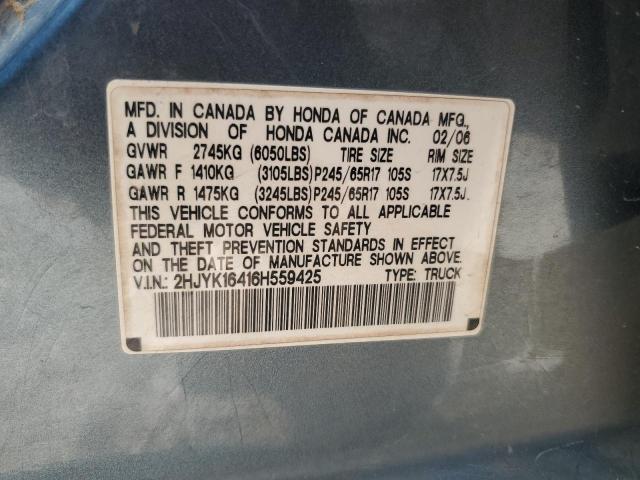 MFD. IN CANADA BY HONDA OF CANADA MFG.,
A DIVISION OF HONDA CANADA INC. 02/06
GVWR 2745KG (6050LBS) TIRE SIZE RIM SIZE
GAWR F 1410KG (3105LBS)P245/65R17 105S 17X7.5J
GAWR R 1475KG (3245LBS)P245/65R17 105S 17X7.5J
THIS VEHICLE CONFORMS TO ALL APPLICABLE
FEDERAL MOTOR VEHICLE SAFETY
AND THEFT PREVENTION STANDARDS IN EFFECT
ON THE DATE OF MANUFACTURE SHOWN ABOVE.
V.I.N.: 2HJYK16416H559425 TYPE: TRUCK